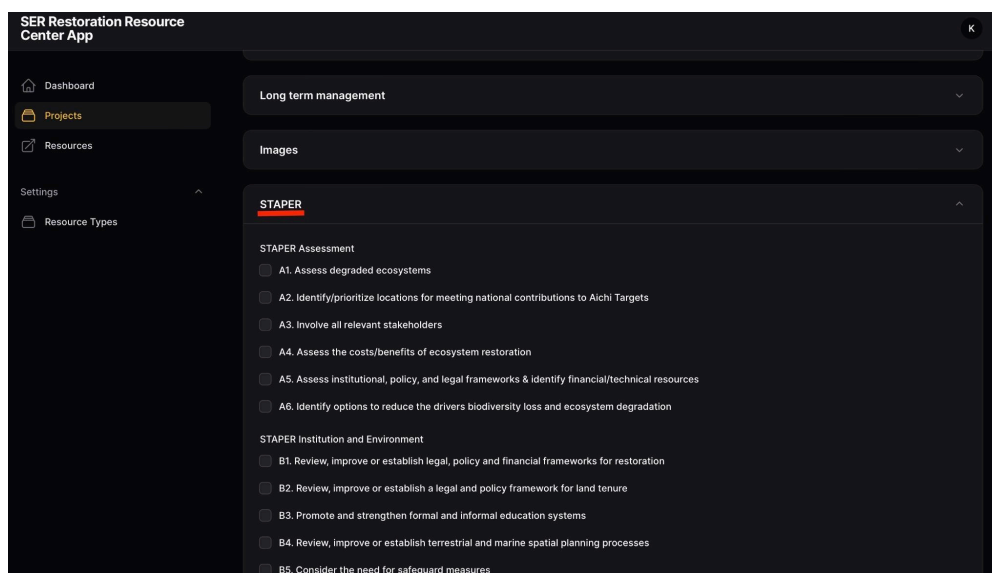 SER Restoration Resource
Center App
K
Dashboard
Projects
Resources
Settings
Resource Types
Long term management
Images
STAPER
STAPER Assessment
A1. Assess degraded ecosystems
A2. Identify/prioritize locations for meeting national contributions to Aichi Targets
A3. Involve all relevant stakeholders
A4. Assess the costs/benefits of ecosystem restoration
A5. Assess institutional, policy, and legal frameworks & identify financial/technical resources
A6. Identify options to reduce the drivers biodiversity loss and ecosystem degradation
STAPER Institution and Environment
B1. Review, improve or establish legal, policy and financial frameworks for restoration
B2. Review, improve or establish a legal and policy framework for land tenure
B3. Promote and strengthen formal and informal education systems
B4. Review, improve or establish terrestrial and marine spatial planning processes
B5. Consider the need for safeguard measures